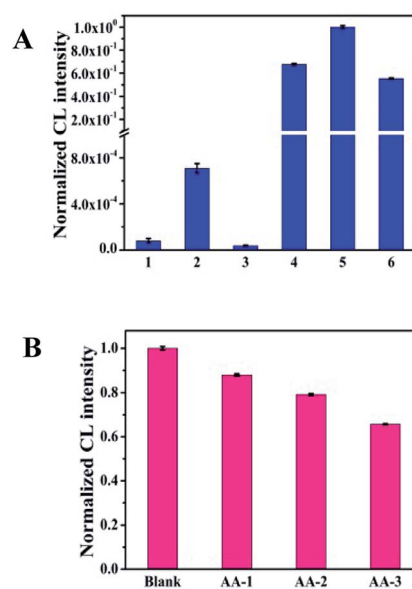 A
Normalized CL intensity
1.0x10⁰
8.0x10⁻¹
6.0x10⁻¹
4.0x10⁻¹
2.0x10⁻¹
8.0x10⁻⁴
4.0x10⁻⁴
0.0
1 2 3 4 5 6
B
Normalized CL intensity
1.0
0.8
0.6
0.4
0.2
0.0
Blank AA-1 AA-2 AA-3